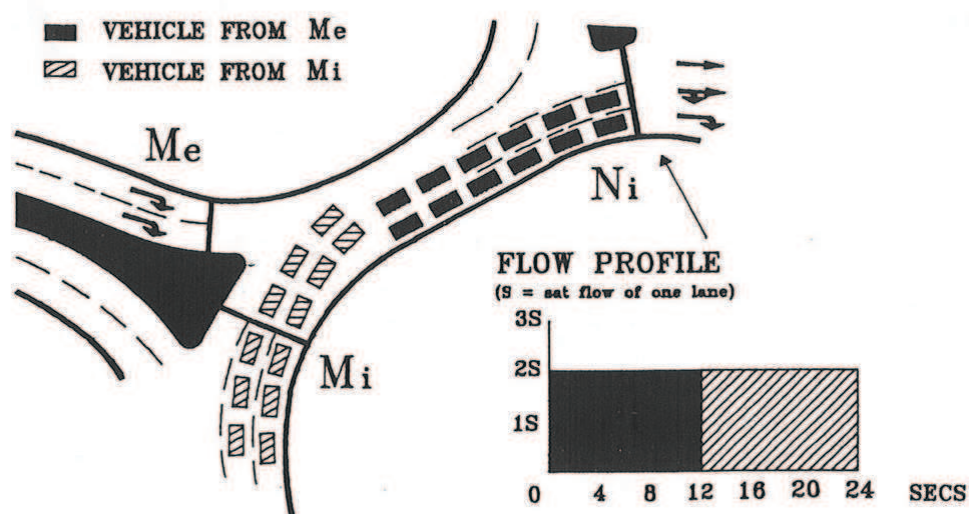 VEHICLE FROM Me
VEHICLE FROM Mi
Me
Ni
Mi
FLOW PROFILE
(S = sat flow of one lane)
3S
2S
1S
0 4 8 12 16 20 24 SECS